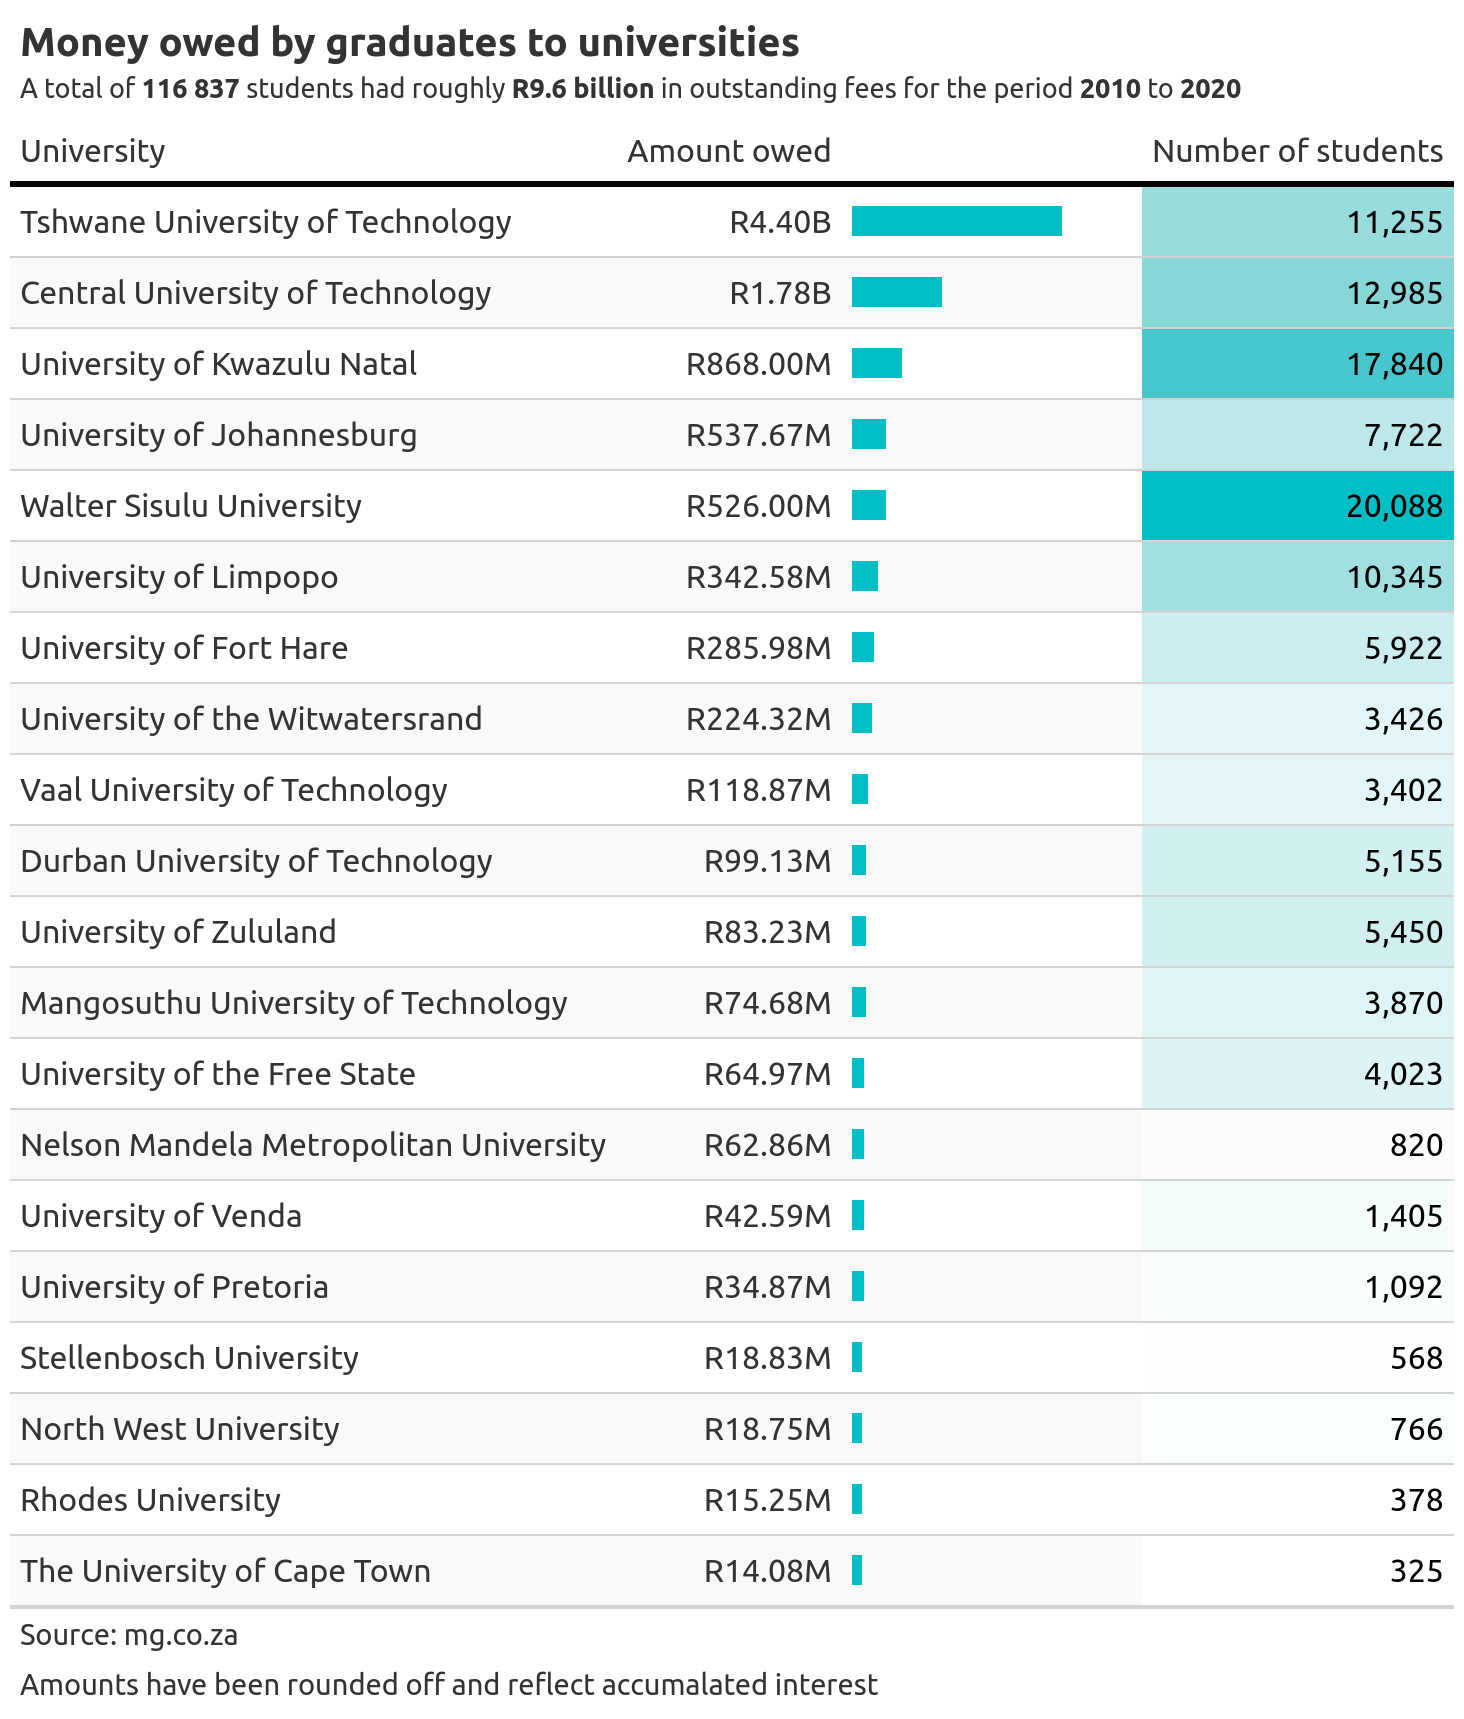 Money owed by graduates to universities
A total of 116 837 students had roughly R9.6 billion in outstanding fees for the period 2010 to 2020
University Amount owed Number of students
Tshwane University of Technology R4.40B 11,255
Central University of Technology R1.78B 12,985
University of Kwazulu Natal R868.00M 17,840
University of Johannesburg R537.67M 7,722
Walter Sisulu University R526.00M 20,088
University of Limpopo R342.58M 10,345
University of Fort Hare R285.98M 5,922
University of the Witwatersrand R224.32M 3,426
Vaal University of Technology R118.87M 3,402
Durban University of Technology R99.13M 5,155
University of Zululand R83.23M 5,450
Mangosuthu University of Technology R74.68M 3,870
University of the Free State R64.97M 4,023
Nelson Mandela Metropolitan University R62.86M 820
University of Venda R42.59M 1,405
University of Pretoria R34.87M 1,092
Stellenbosch University R18.83M 568
North West University R18.75M 766
Rhodes University R15.25M 378
The University of Cape Town R14.08M 325
Source: mg.co.za
Amounts have been rounded off and reflect accumalated interest